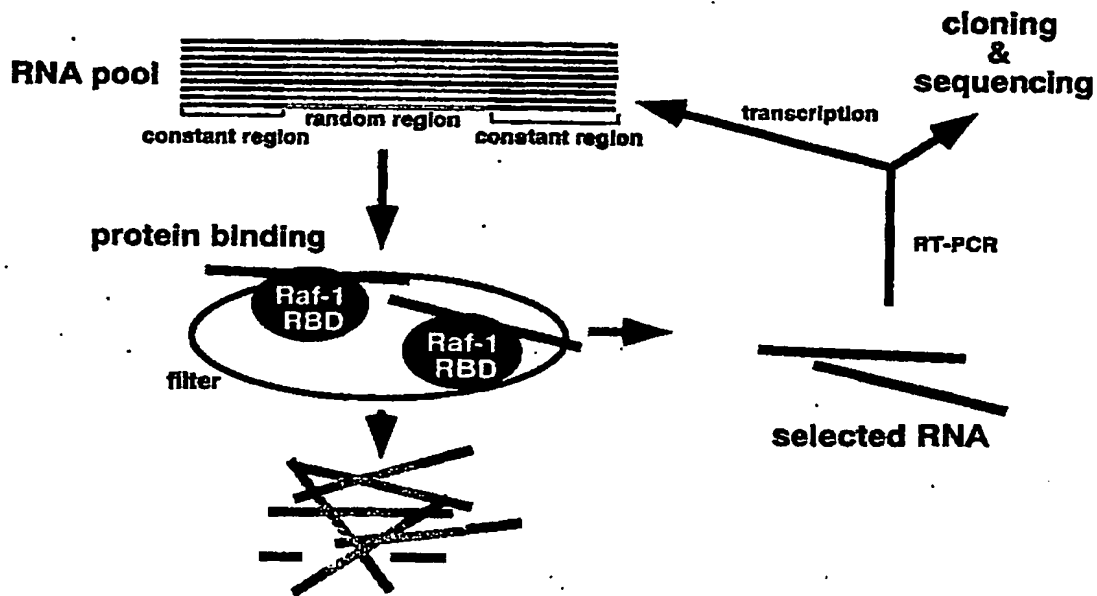 cloning
&
sequencing
RNA pool
transcription
random region
constant region
constant region
protein binding
RT-PCR
Raf-1
RBD
Raf-1
RBD
filter
selected RNA